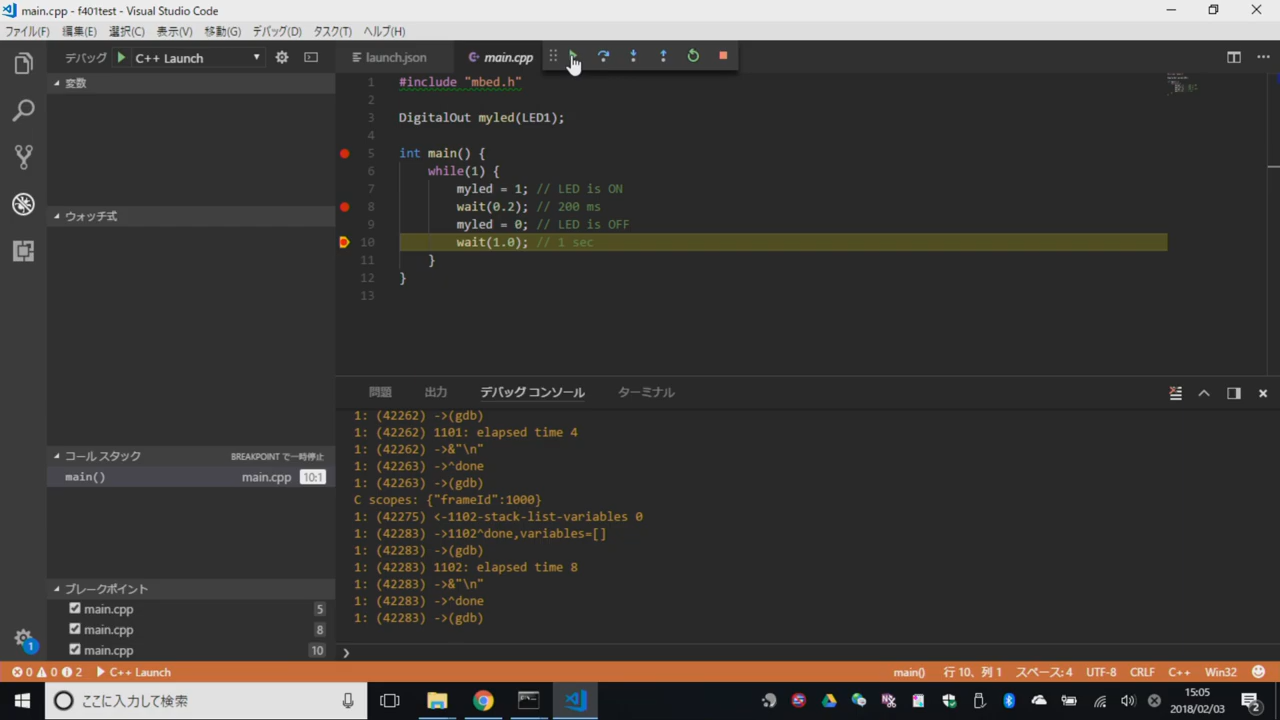 main.cpp - f401test - Visual Studio Code
ファイル(F) 編集(E) 選択(C) 表示(V) 移動(G) デバッグ(D) タスク(T) ヘルプ(H)
デバッグ C++ Launch
launch.json main.cpp
変数
ウォッチ式
コール スタック BREAKPOINT で一時停止
main() main.cpp 10:1
ブレークポイント
main.cpp 5
main.cpp 8
main.cpp 10
1 #include "mbed.h"
2
3 DigitalOut myled(LED1);
4
5 int main() {
6 while(1) {
7 myled = 1; // LED is ON
8 wait(0.2); // 200 ms
9 myled = 0; // LED is OFF
10 wait(1.0); // 1 sec
11 }
12 }
13
問題 出力 デバッグ コンソール ターミナル
1: (42262) ->(gdb)
1: (42262) 1101: elapsed time 4
1: (42262) ->&"\n"
1: (42263) ->^done
1: (42263) ->(gdb)
C scopes: {"frameId":1000}
1: (42275) <-1102-stack-list-variables 0
1: (42283) ->1102^done,variables=[]
1: (42283) ->(gdb)
1: (42283) 1102: elapsed time 8
1: (42283) ->&"\n"
1: (42283) ->^done
1: (42283) ->(gdb)
1
0 0 2 C++ Launch main() 行 10、列 1 スペース: 4 UTF-8 CRLF C++ Win32
ここに入力して検索
15:05
2018/02/03
2